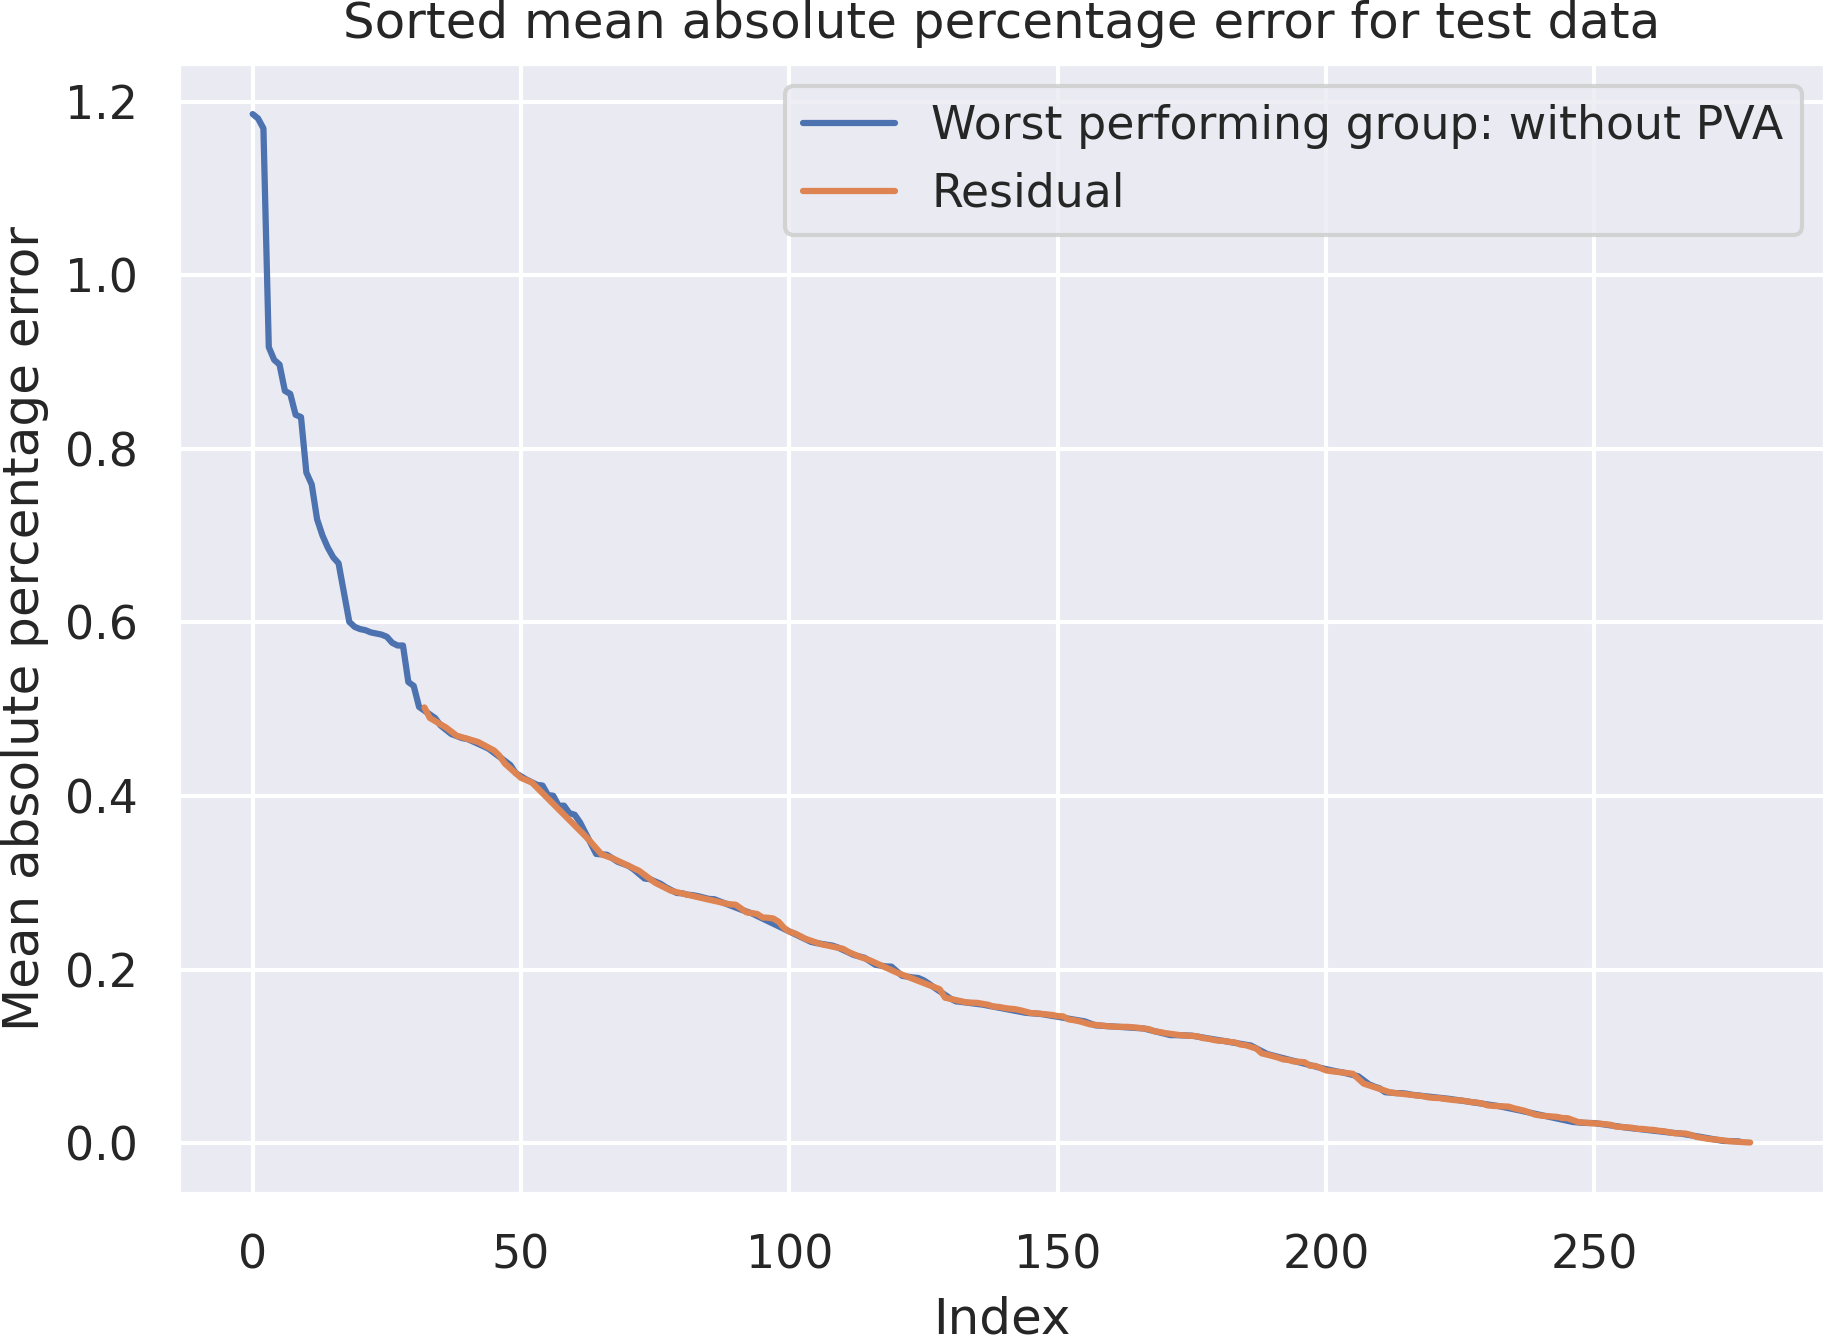 Sorted mean absolute percentage error for test data
Worst performing group: without PVA
Residual
Mean absolute percentage error
1.2
1.0
0.8
0.6
0.4
0.2
0.0
0 50 100 150 200 250
Index